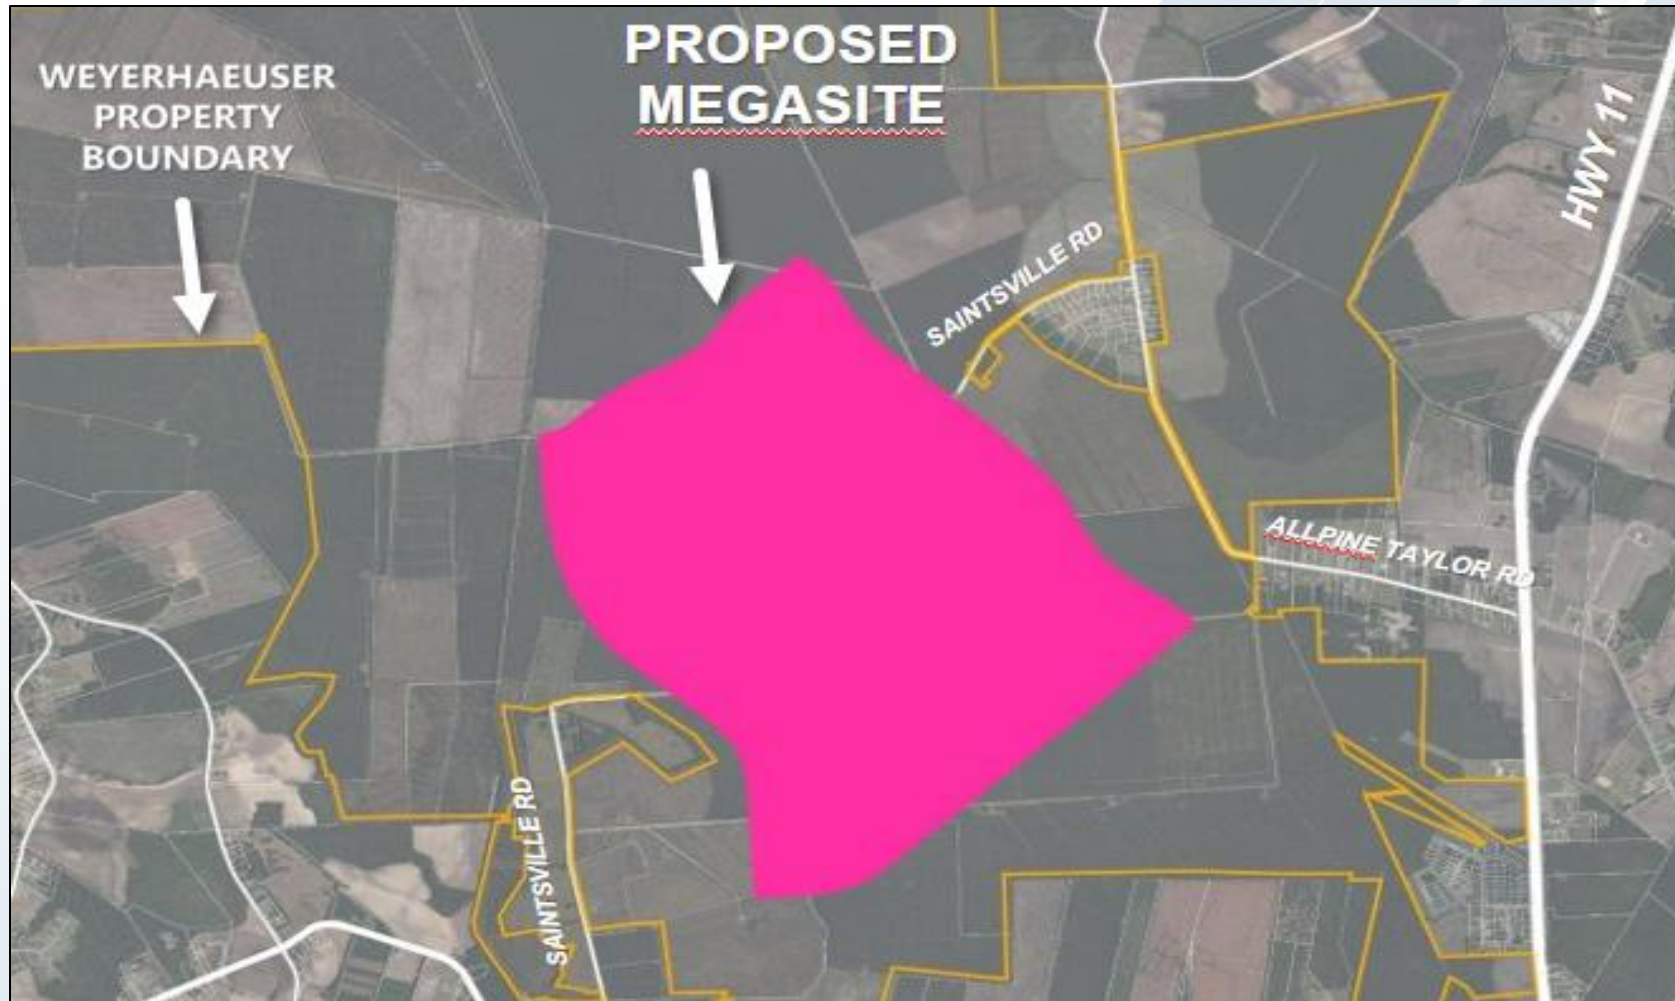 WEYERHAEUSER
PROPERTY
BOUNDARY
PROPOSED
MEGASITE
HWY 11
SAINTSVILLE RD
ALLPINE TAYLOR RD
SAINTSVILLE RD